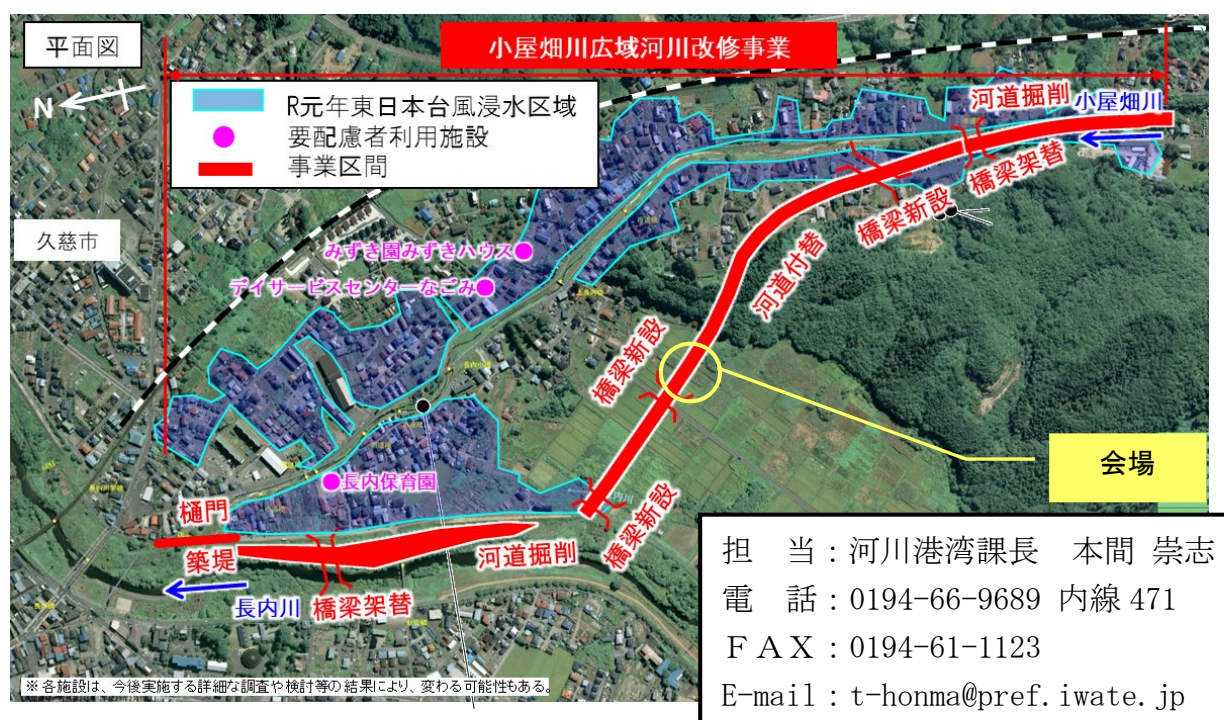 平面図
小屋畑川広域河川改修事業
N
R元年東日本台風浸水区域
要配慮者利用施設
事業区間
河道掘削
小屋畑川
橋梁架替
橋梁新設
久慈市
みずき園みずきハウス
デイサービスセンターなごみ
河道付替
橋梁新設
会場
長内保育園
樋門
築堤
河道掘削
橋梁新設
長内川
橋梁架替
担 当：河川港湾課長 本間 崇志
電 話：0194-66-9689 内線 471
ＦＡＸ：0194-61-1123
E-mail：t-honma@pref.iwate.jp
※各施設は、今後実施する詳細な調査や検討等の結果により、変わる可能性もある。